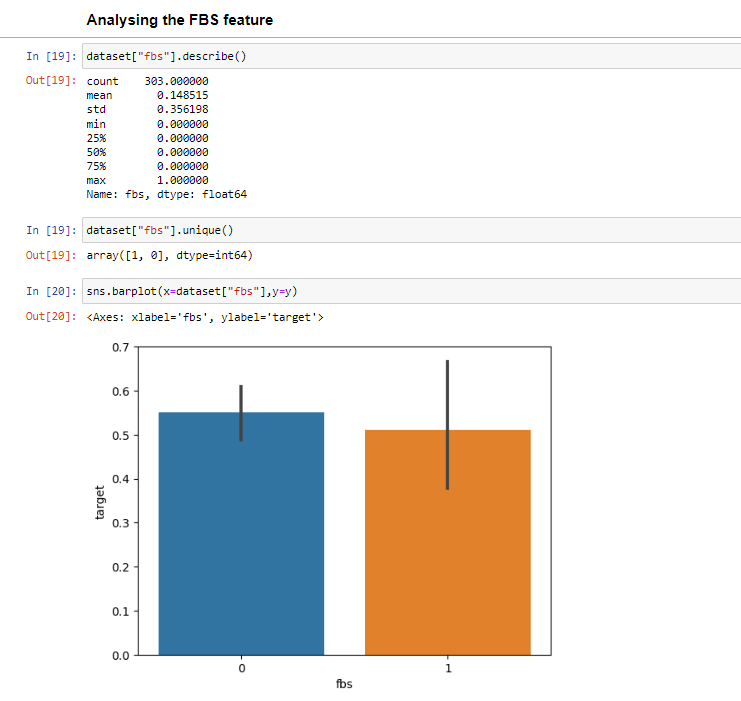 Analysing the FBS feature
In [19]: dataset["fbs"].describe()
Out[19]: count    303.000000
mean       0.148515
std        0.356198
min        0.000000
25%        0.000000
50%        0.000000
75%        0.000000
max        1.000000
Name: fbs, dtype: float64
In [19]: dataset["fbs"].unique()
Out[19]: array([1, 0], dtype=int64)
In [20]: sns.barplot(x=dataset["fbs"],y=y)
Out[20]: <Axes: xlabel='fbs', ylabel='target'>
0.7
0.6
0.5
0.4
0.3
0.2
0.1
0.0
target
0 1
fbs